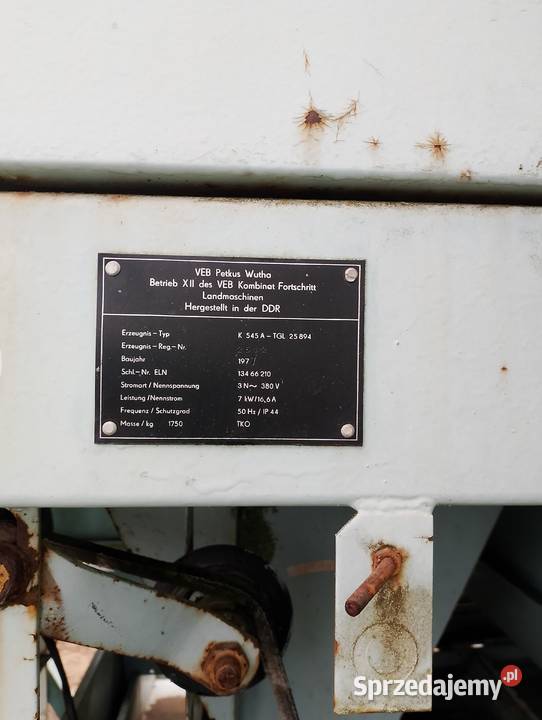 VEB Petkus Wutha
Betrieb XII des VEB Kombinat Fortschritt
Landmaschinen
Hergestellt in der DDR
Erzeugnis-Typ K 545 A - TGL 25 894
Erzeugnis-Reg.-Nr.
Baujahr 197
Schl.-Nr. ELN 134 66 210
Stromart / Nennspannung 3 N~ 380 V
Leistung / Nennstrom 7 kW/16,6 A
Frequenz / Schutzgrad 50 Hz / IP 44
Masse / kg 1750 TKO
Sprzedajemy.pl